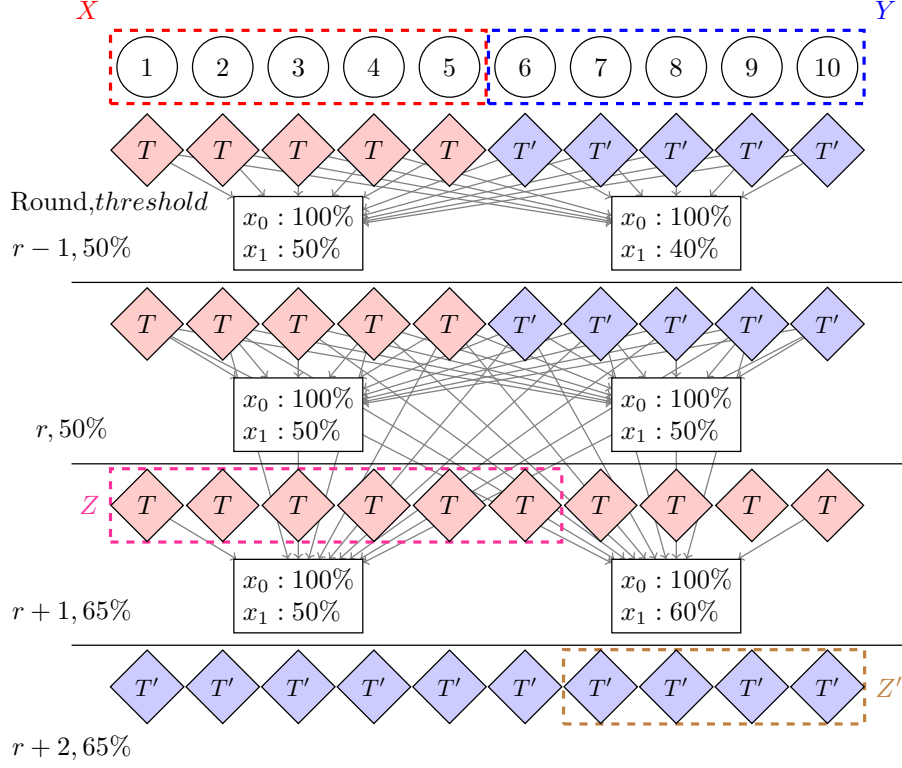 X Y
1 2 3 4 5 6 7 8 9 10
T T T T T T′ T′ T′ T′ T′
Round,threshold
x₀ : 100% x₀ : 100%
r − 1, 50% x₁ : 50% x₁ : 40%
T T T T T T′ T′ T′ T′ T′
x₀ : 100% x₀ : 100%
r, 50% x₁ : 50% x₁ : 50%
Z T T T T T T T T T T
x₀ : 100% x₀ : 100%
r + 1, 65% x₁ : 50% x₁ : 60%
T′ T′ T′ T′ T′ T′ T′ T′ T′ T′ Z′
r + 2, 65%